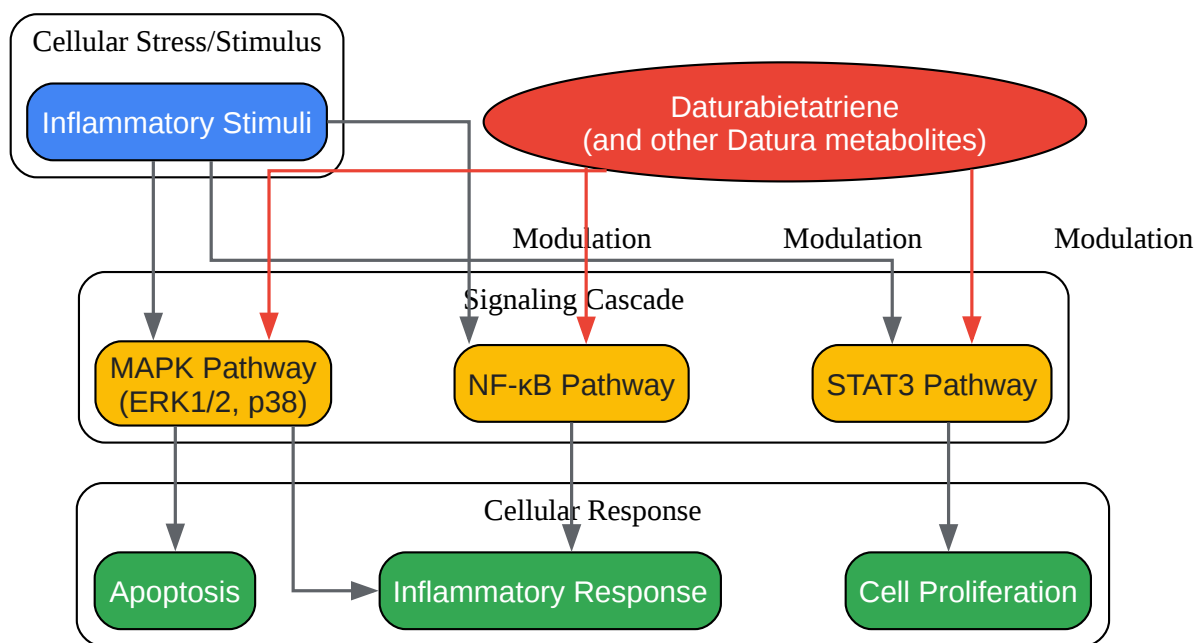 Cellular Stress/Stimulus
Inflammatory Stimuli
Daturabietatriene
(and other Datura metabolites)
Modulation
Modulation
Modulation
Signaling Cascade
MAPK Pathway
(ERK1/2, p38)
NF-κB Pathway
STAT3 Pathway
Cellular Response
Apoptosis
Inflammatory Response
Cell Proliferation